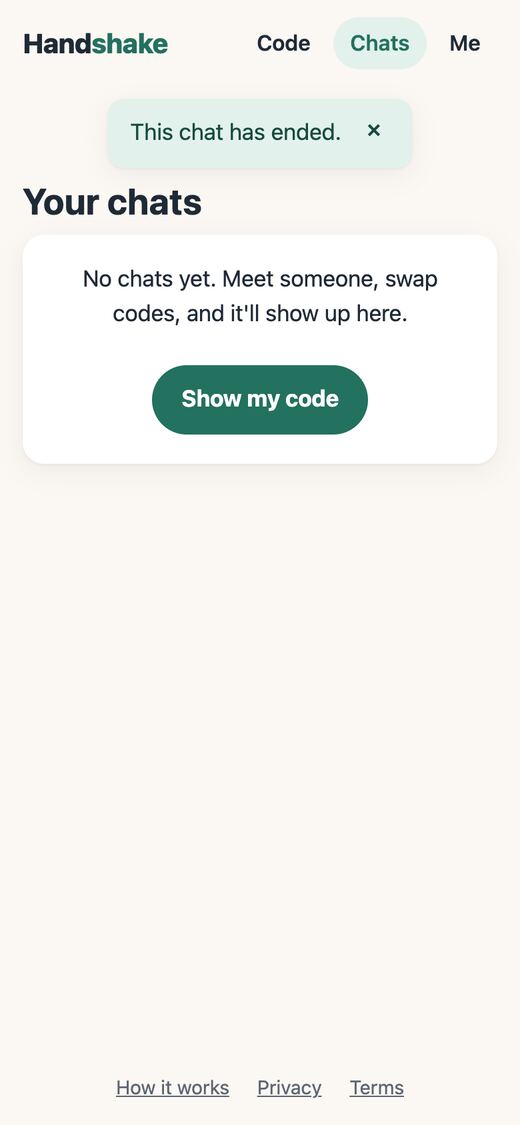 Handshake
Code
Chats
Me
This chat has ended. ×
Your chats
No chats yet. Meet someone, swap
codes, and it'll show up here.
Show my code
How it works
Privacy
Terms